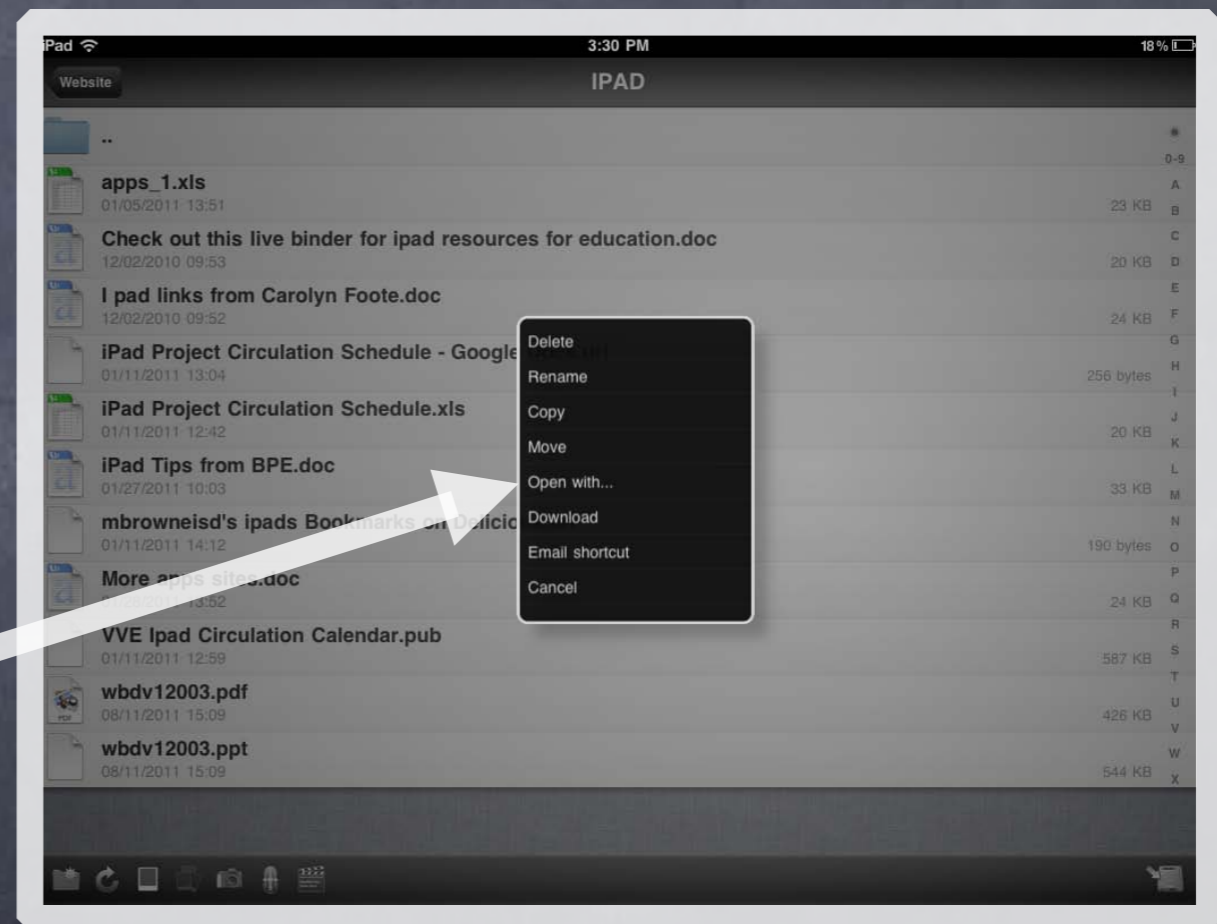 iPad
3:30 PM
18%
Website
IPAD
..
apps_1.xls
01/05/2011 13:51
23 KB
Check out this live binder for ipad resources for education.doc
12/02/2010 09:53
20 KB
I pad links from Carolyn Foote.doc
12/02/2010 09:52
24 KB
iPad Project Circulation Schedule - Google
01/11/2011 13:04
256 bytes
iPad Project Circulation Schedule.xls
01/11/2011 12:42
20 KB
iPad Tips from BPE.doc
01/27/2011 10:03
33 KB
mbrowneisd's ipads Bookmarks on Delicio
01/11/2011 14:12
190 bytes
More apps sites.doc
13:52
24 KB
VVE Ipad Circulation Calendar.pub
01/11/2011 12:59
587 KB
wbdv12003.pdf
08/11/2011 15:09
426 KB
wbdv12003.ppt
08/11/2011 15:09
544 KB
Delete
Rename
Copy
Move
Open with...
Download
Email shortcut
Cancel
0-9
A
B
C
D
E
F
G
H
I
J
K
L
M
N
O
P
Q
R
S
T
U
V
W
X
PDF